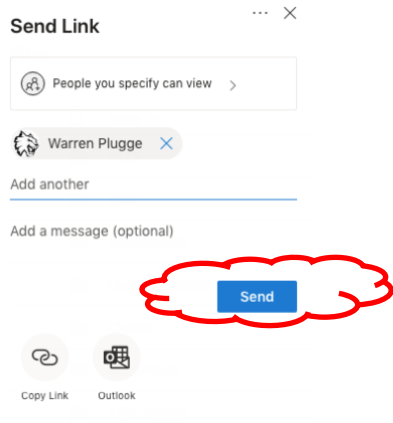 Send Link
People you specify can view
Warren Plugge
Add another
Add a message (optional)
Send
Copy Link
Outlook